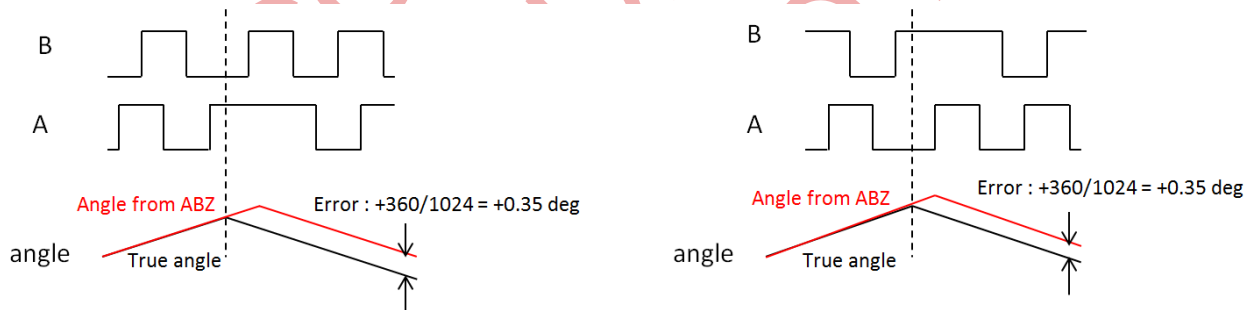 B
A
Angle from ABZ
Error : +360/1024 = +0.35 deg
angle
True angle
B
A
Angle from ABZ
Error : +360/1024 = +0.35 deg
angle
True angle